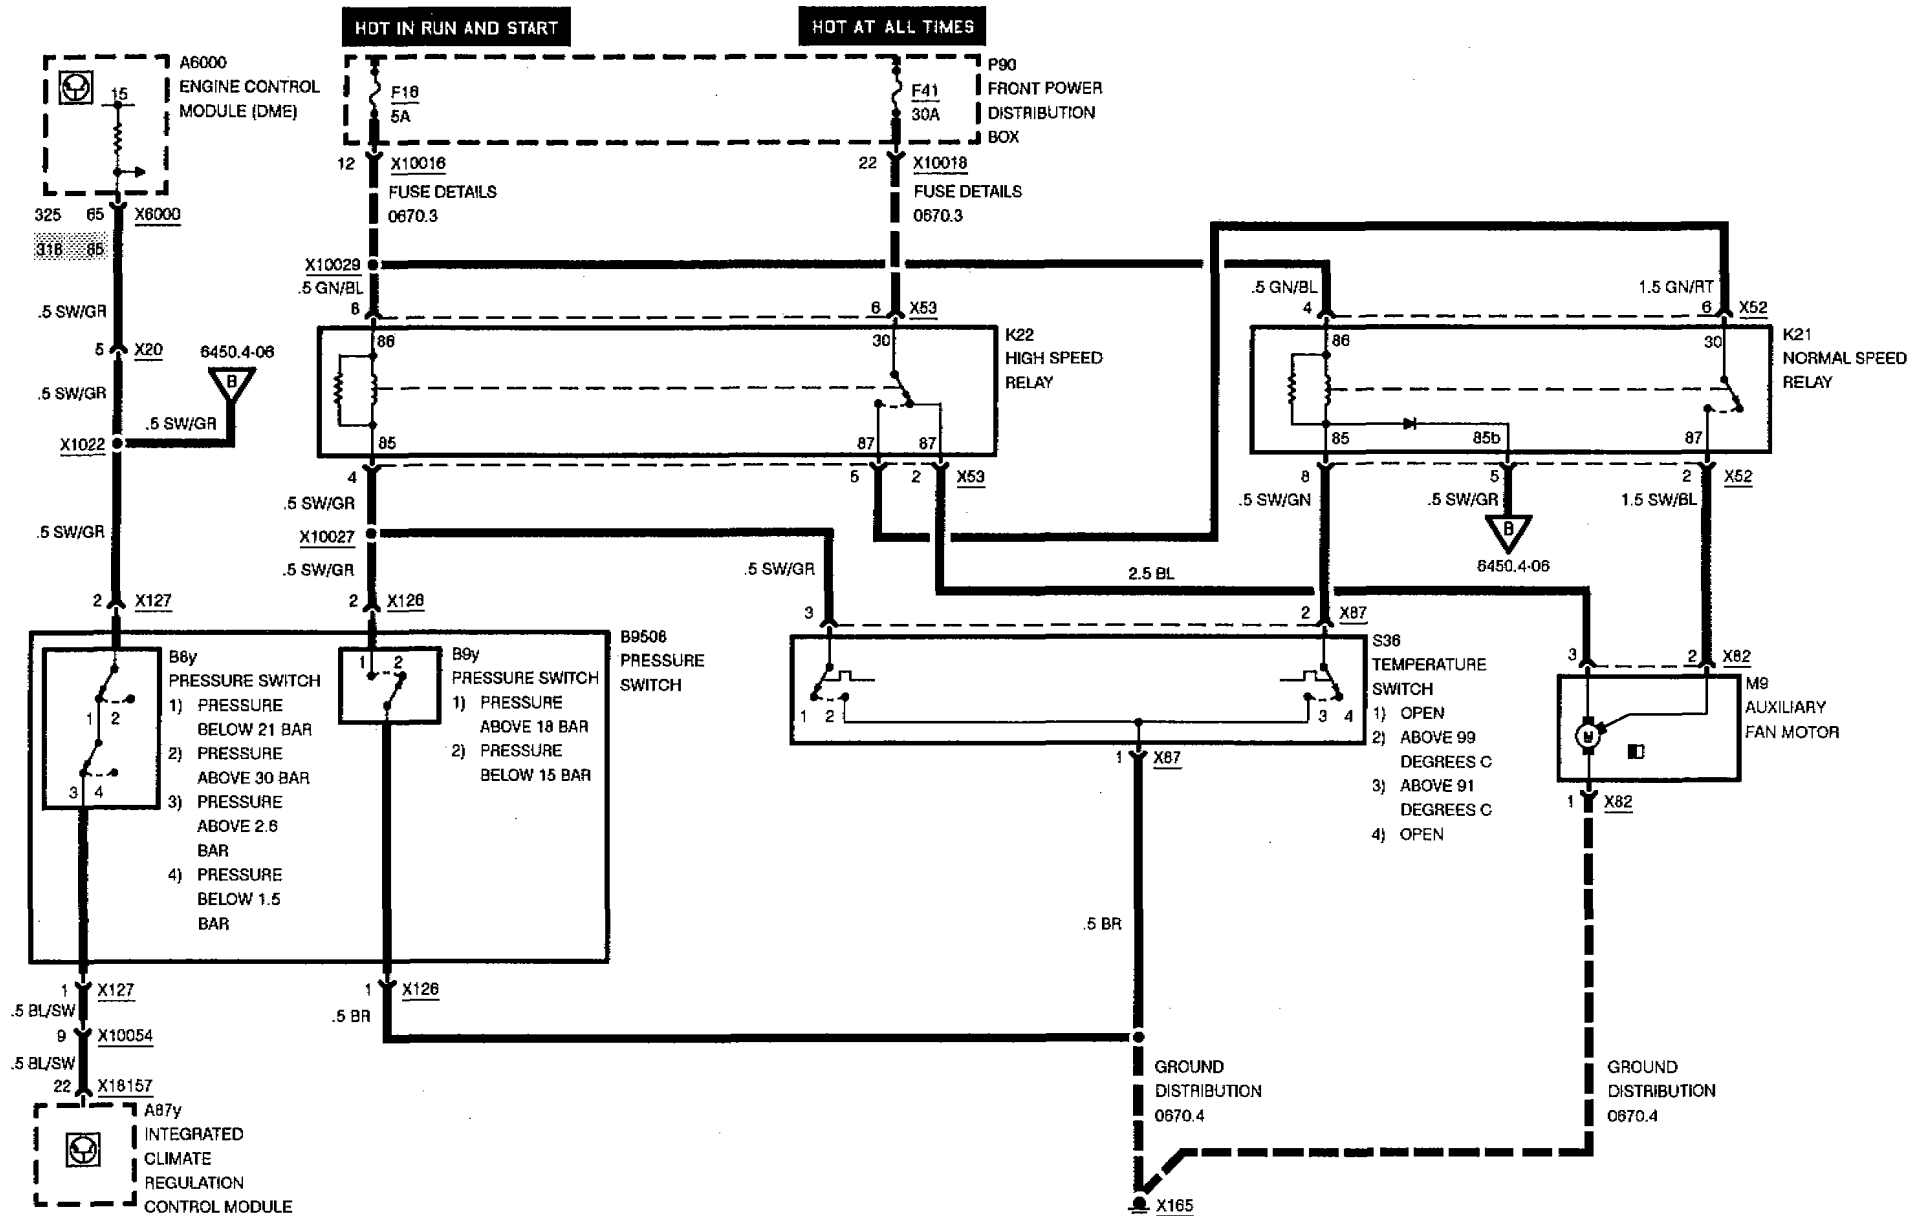 HOT IN RUN AND START
HOT AT ALL TIMES
A6000
ENGINE CONTROL
MODULE (DME)
15
F18
5A
F41
30A
P90
FRONT POWER
DISTRIBUTION
BOX
12 X10016
FUSE DETAILS
0670.3
22 X10018
FUSE DETAILS
0670.3
325 65 X6000
318 85
X10029
.5 GN/BL
.5 GN/BL
1.5 GN/RT
.5 SW/GR
8
6 X53
4
6 X52
5 X20
6450.4-06
B
86
30
K22
HIGH SPEED
RELAY
86
30
K21
NORMAL SPEED
RELAY
.5 SW/GR
.5 SW/GR
X1022
85
87
87
85
85b
87
4
5
2 X53
8
5
2 X52
.5 SW/GR
.5 SW/GN
.5 SW/GR
1.5 SW/BL
B
6450.4-06
.5 SW/GR
X10027
.5 SW/GR
.5 SW/GR
2.5 BL
2 X127
2 X126
3
2 X87
B9506
PRESSURE
SWITCH
B8y
PRESSURE SWITCH
1) PRESSURE
BELOW 21 BAR
2) PRESSURE
ABOVE 30 BAR
3) PRESSURE
ABOVE 2.6
BAR
4) PRESSURE
BELOW 1.5
BAR
1 2
3 4
1 2
B9y
PRESSURE SWITCH
1) PRESSURE
ABOVE 18 BAR
2) PRESSURE
BELOW 15 BAR
1 2
3 4
S36
TEMPERATURE
SWITCH
1) OPEN
2) ABOVE 99
DEGREES C
3) ABOVE 91
DEGREES C
4) OPEN
3
2 X82
M9
AUXILIARY
FAN MOTOR
M
1 X87
1 X82
.5 BR
1 X127
.5 BL/SW
9 X10054
.5 BL/SW
22 X18157
1 X126
.5 BR
A87y
INTEGRATED
CLIMATE
REGULATION
CONTROL MODULE
GROUND
DISTRIBUTION
0670.4
GROUND
DISTRIBUTION
0670.4
X165